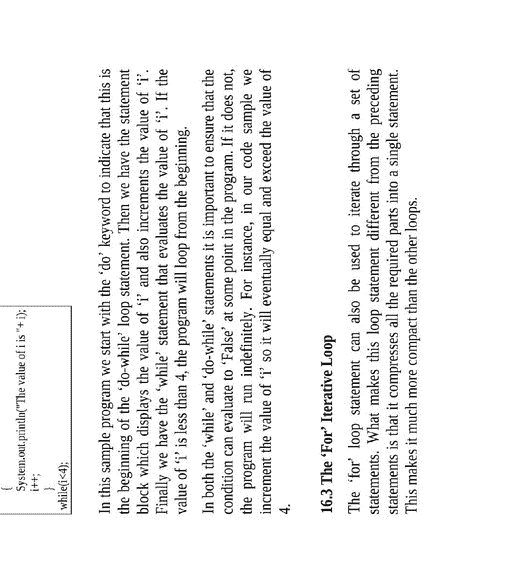 {
System.out.println("The value of i is "+ i);
i++;
}
while(i<4);
In this sample program we start with the ‘do’ keyword to indicate that this is
the beginning of the ‘do-while’ loop statement. Then we have the statement
block which displays the value of ‘i’ and also increments the value of ‘i’.
Finally we have the ‘while’ statement that evaluates the value of ‘i’. If the
value of ‘i’ is less than 4, the program will loop from the beginning.
In both the ‘while’ and ‘do-while’ statements it is important to ensure that the
condition can evaluate to ‘False’ at some point in the program. If it does not,
the program will run indefinitely. For instance, in our code sample we
increment the value of ‘i’ so it will eventually equal and exceed the value of
4.
16.3 The ‘For’ Iterative Loop
The ‘for’ loop statement can also be used to iterate through a set of
statements. What makes this loop statement different from the preceding
statements is that it compresses all the required parts into a single statement.
This makes it much more compact than the other loops.